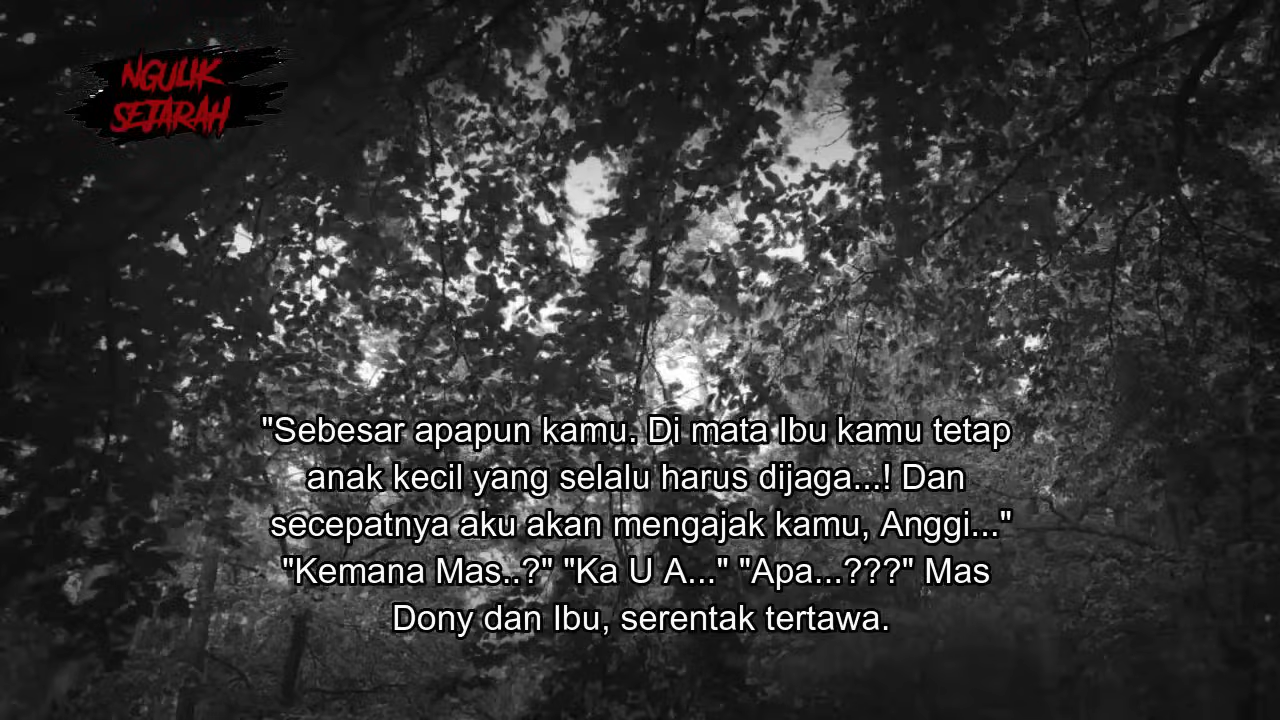 NGULIK
SEJARAH
"Sebesar apapun kamu. Di mata Ibu kamu tetap
anak kecil yang selalu harus dijaga...! Dan
secepatnya aku akan mengajak kamu, Anggi..."
"Kemana Mas..?" "Ka U A..." "Apa...???" Mas
Dony dan Ibu, serentak tertawa.